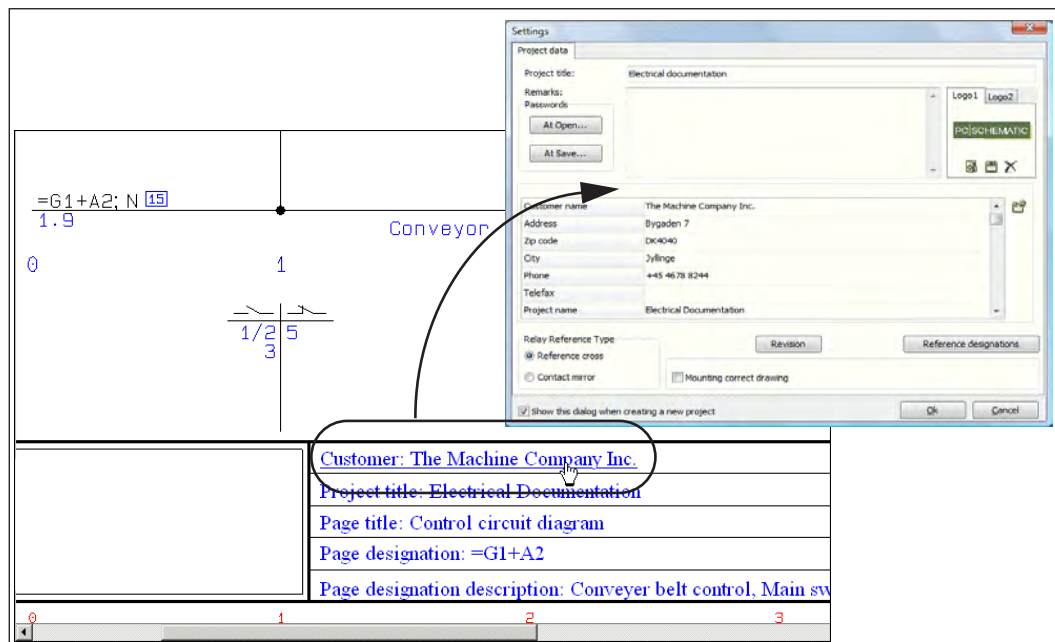 Settings
Project data
Project title: Electrical documentation
Remarks:
Passwords
At Open...
At Save...
Logo1 Logo2
PC|SCHEMATIC
Customer name The Machine Company Inc.
Address Bygaden 7
Zip code DK4040
City Jyllinge
Phone +45 4678 8244
Telefax
Project name Electrical Documentation
Relay Reference Type
Reference cross
Contact mirror
Revision
Reference designations
Mounting correct drawing
Show this dialog when creating a new project
Ok Cancel
=G1+A2; N 15
1.9
Conveyor
0 1
1/2 5
3
Customer: The Machine Company Inc.
Project title: Electrical Documentation
Page title: Control circuit diagram
Page designation: =G1+A2
Page designation description: Conveyer belt control, Main sw
0 1 2 3